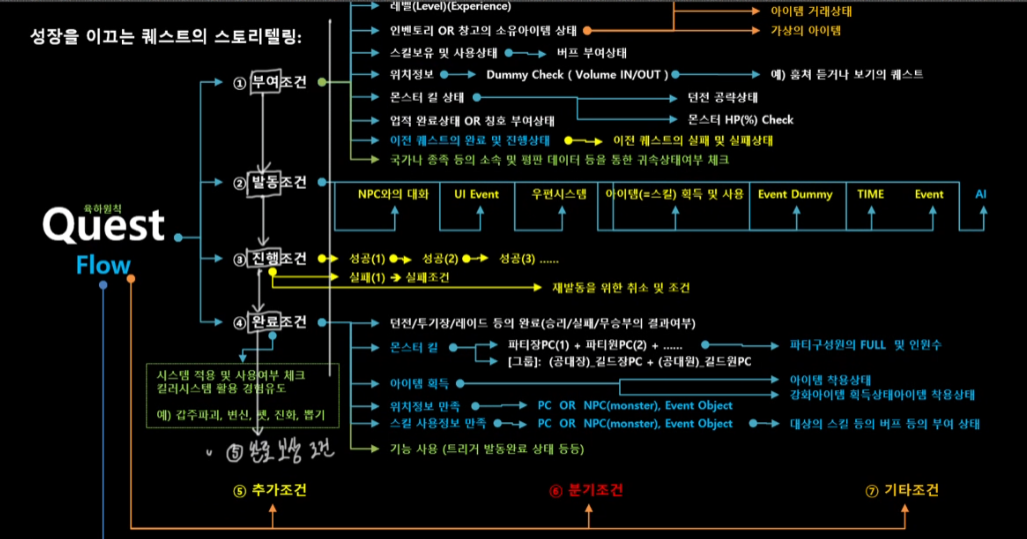 레벨(Level)(Experience)
아이템 거래상태
성장을 이끄는 퀘스트의 스토리텔링:
인벤토리 OR 창고의 소유아이템 상태
가상의 아이템
스킬보유 및 사용상태
버프 부여상태
① 부여조건
위치정보
Dummy Check ( Volume IN/OUT )
예) 훔쳐 듣거나 보기의 퀘스트
몬스터 킬 상태
던전 공략상태
업적 완료상태 OR 칭호 부여상태
몬스터 HP(%) Check
이전 퀘스트의 완료 및 진행상태
이전 퀘스트의 실패 및 실패상태
국가나 종족 등의 소속 및 평판 데이터 등을 통한 귀속상태여부 체크
② 발동조건
NPC와의 대화
UI Event
우편시스템
아이템(=스킬) 획득 및 사용
Event Dummy
TIME
Event
AI
육하원칙
Quest
Flow
③ 진행조건
성공(1)
성공(2)
성공(3) ......
실패(1) → 실패조건
재발동을 위한 취소 및 조건
④ 완료조건
던전/투기장/레이드 등의 완료(승리/실패/무승부의 결과여부)
몬스터 킬
파티장PC(1) + 파티원PC(2) + ......
파티구성원의 FULL 및 인원수
[그룹]: (공대장)_길드장PC + (공대원)_길드원PC
시스템 적용 및 사용여부 체크
킬러시스템 활용 경험유도
예) 갑주파괴, 변신, 펫, 진화, 뽑기
아이템 획득
아이템 착용상태
강화아이템 획득상태아이템 착용상태
위치정보 만족
PC OR NPC(monster), Event Object
스킬 사용정보 만족
PC OR NPC(monster), Event Object
대상의 스킬 등의 버프 등의 부여 상태
기능 사용 (트리거 발동완료 상태 등등)
⑤ 완료 보상 조건
⑤ 추가조건
⑥ 분기조건
⑦ 기타조건